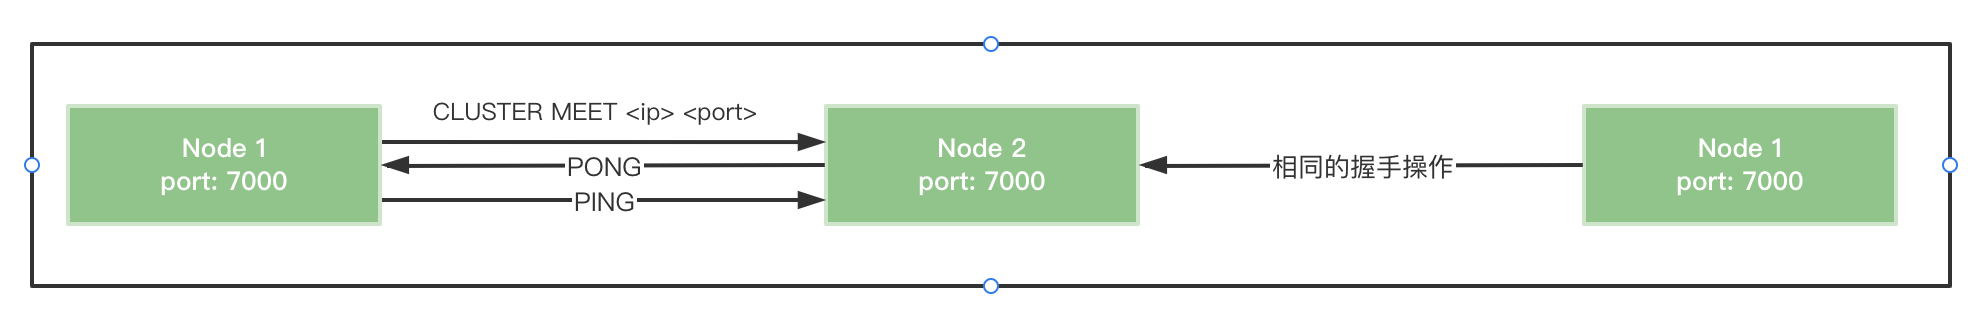 CLUSTER MEET <ip> <port>
Node 1
port: 7000
PONG
PING
Node 2
port: 7000
相同的握手操作
Node 1
port: 7000